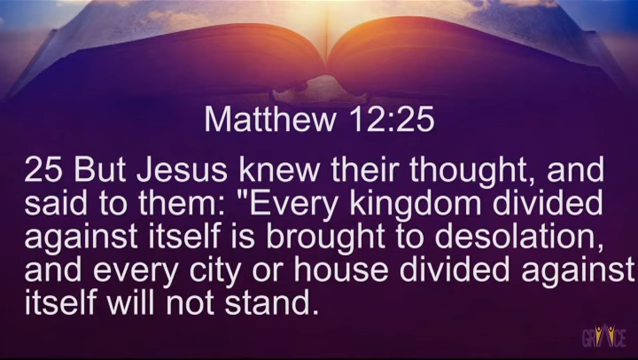 Matthew 12:25
25 But Jesus knew their thought, and
said to them: "Every kingdom divided
against itself is brought to desolation,
and every city or house divided against
itself will not stand.
GRACE